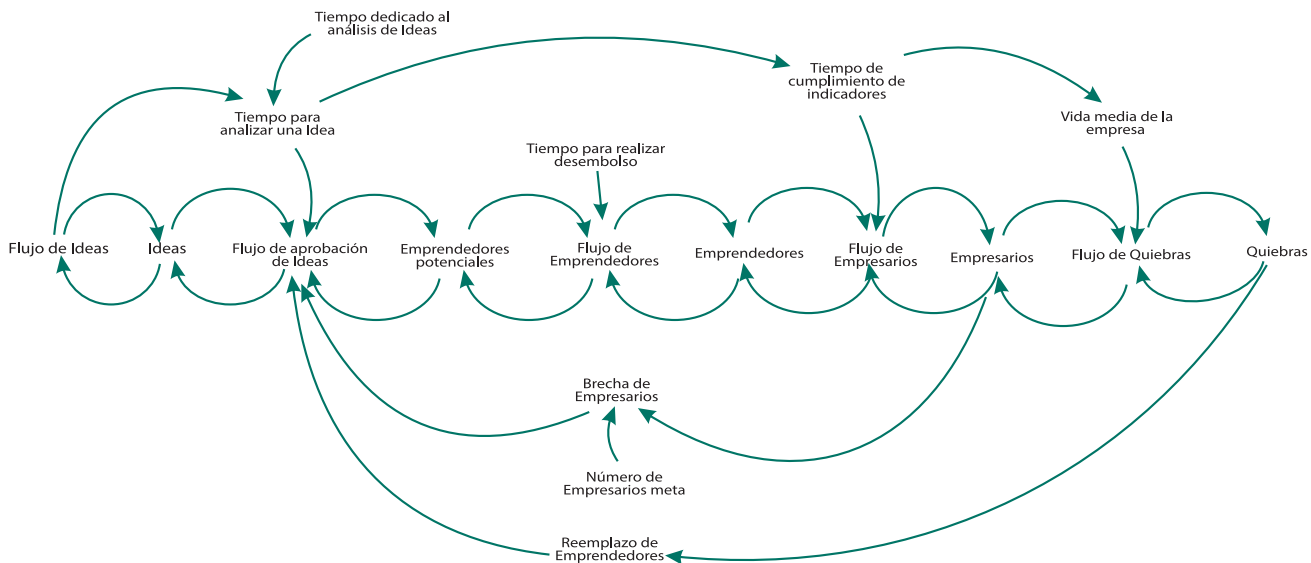 Tiempo dedicado al
análisis de Ideas
Tiempo de
cumplimiento de
indicadores
Tiempo para
analizar una Idea
Vida media de la
empresa
Tiempo para realizar
desembolso
Flujo de Ideas
Ideas
Flujo de aprobación
de Ideas
Emprendedores
potenciales
Flujo de
Emprendedores
Emprendedores
Flujo de
Empresarios
Empresarios
Flujo de Quiebras
Quiebras
Brecha de
Empresarios
Número de
Empresarios meta
Reemplazo de
Emprendedores